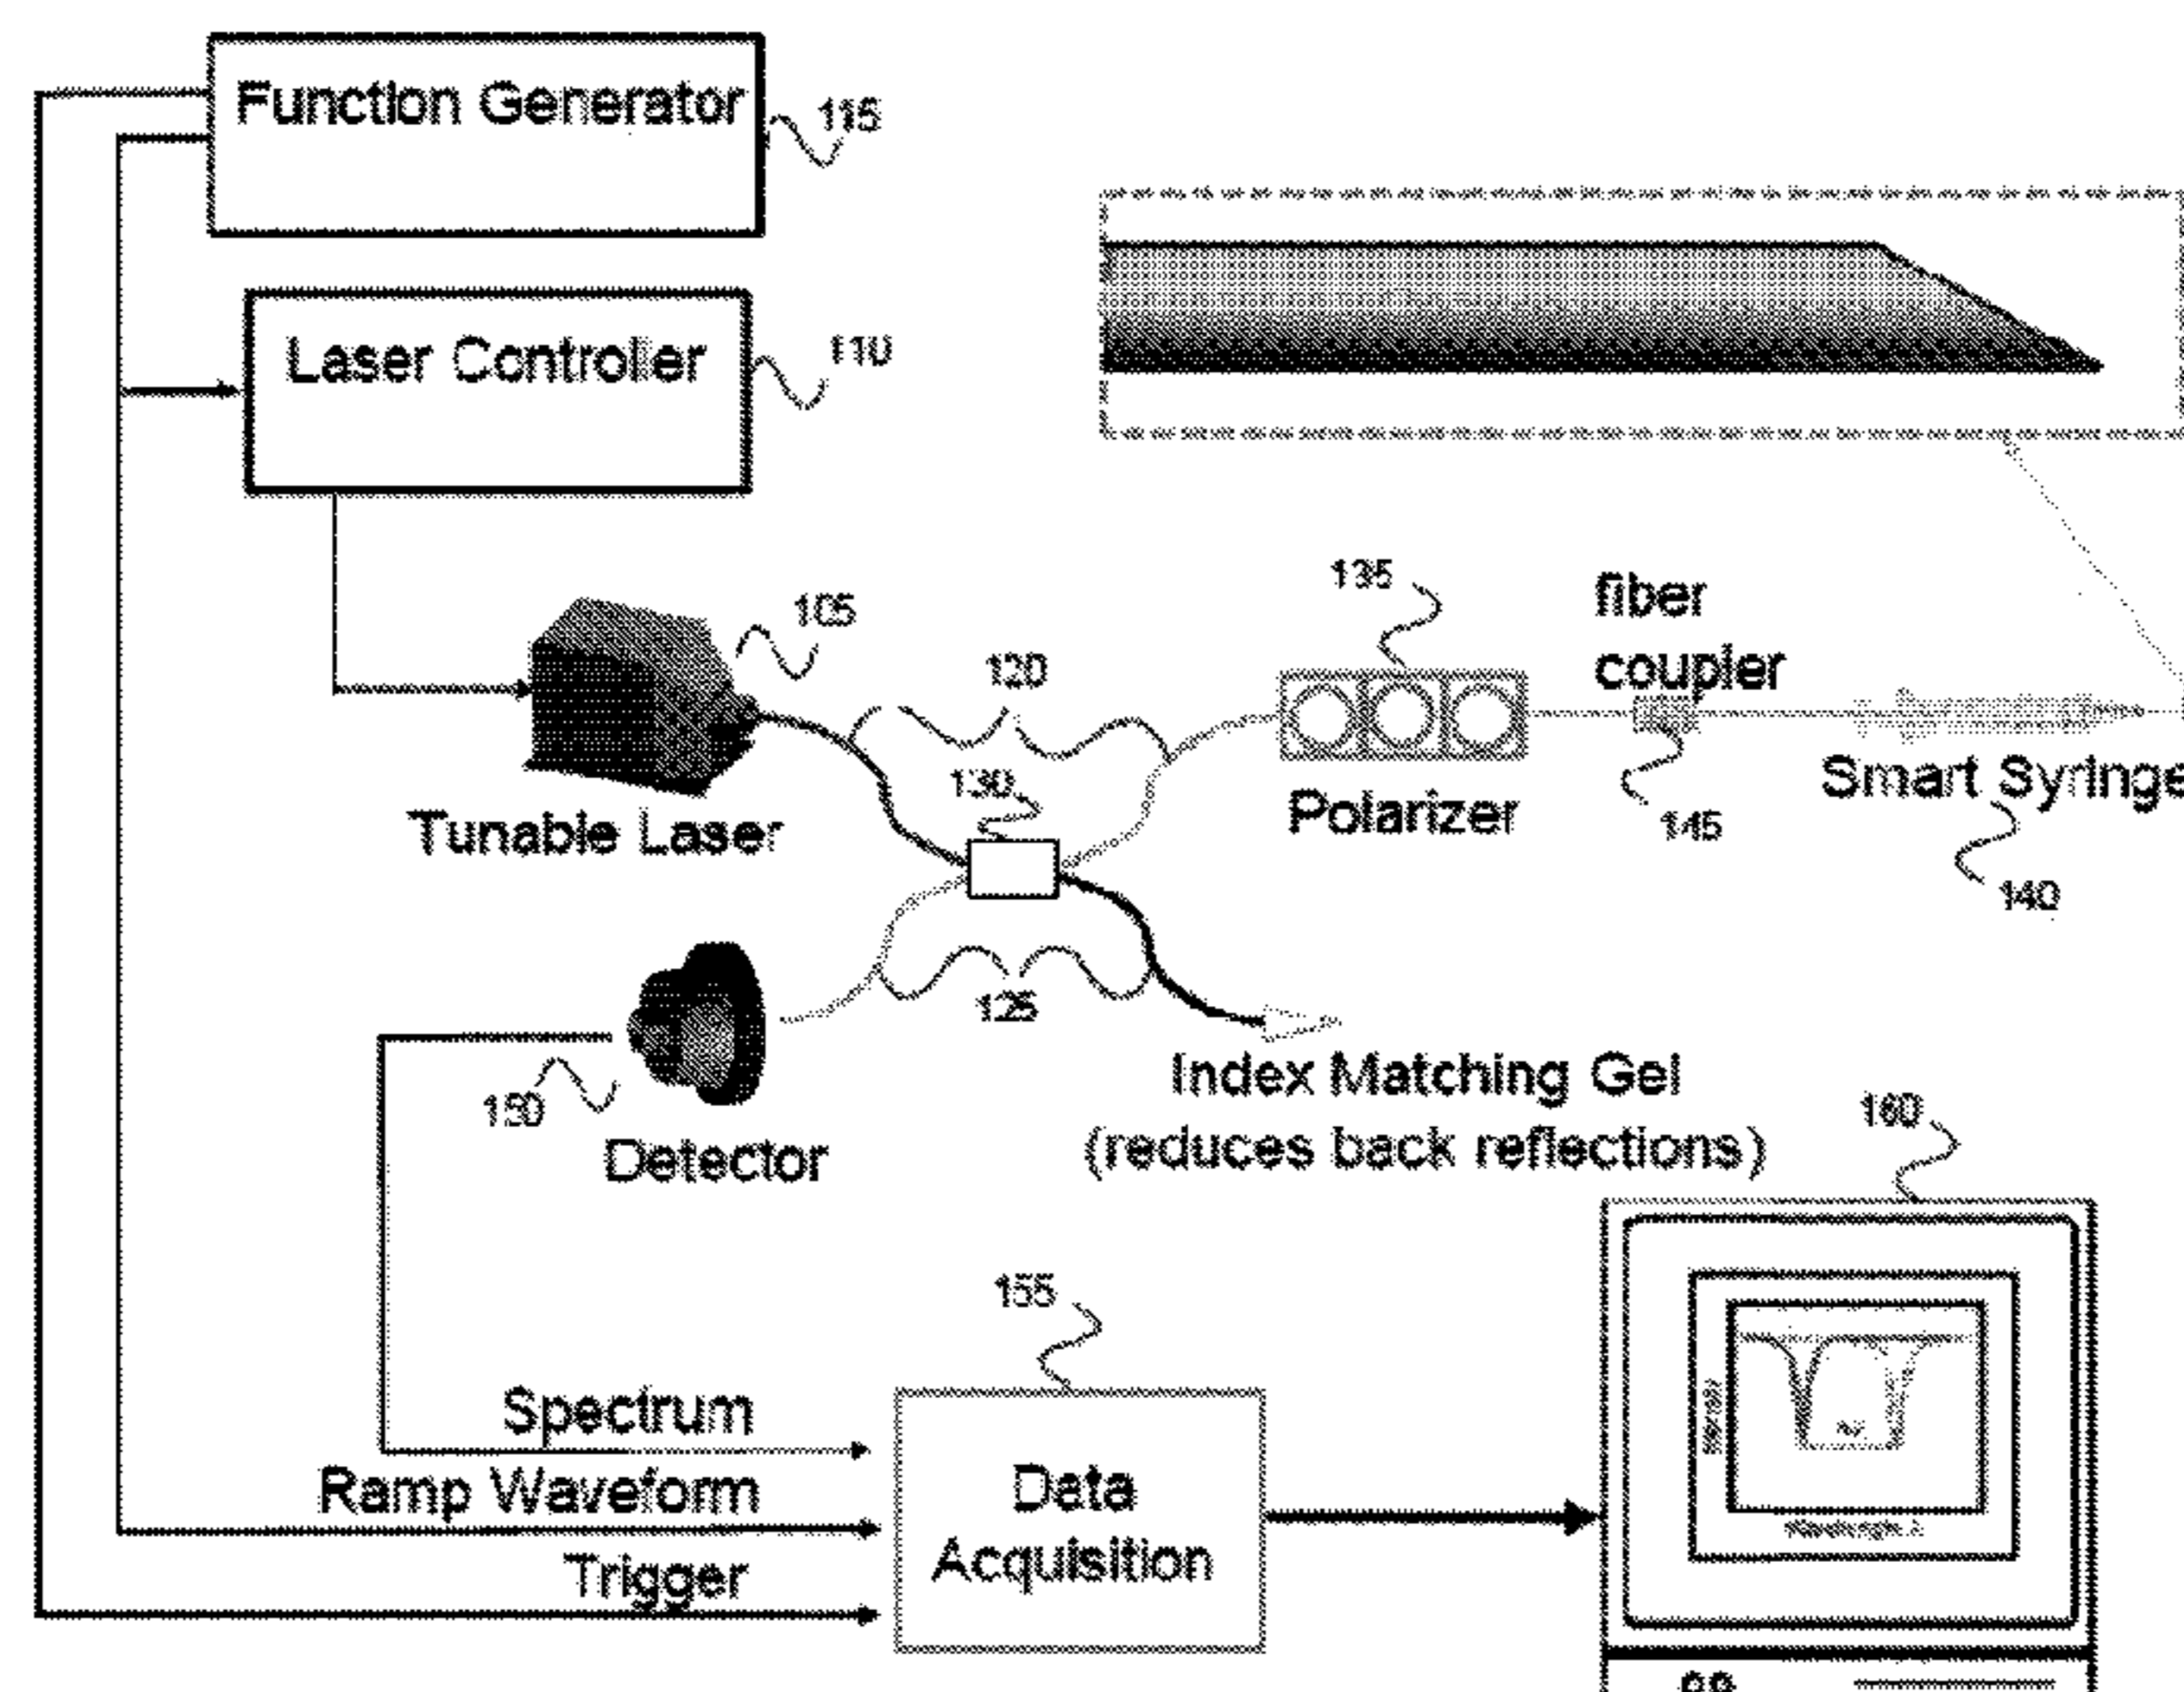 Function Generator
115
Laser Controller
110
105
120
135
fiber
coupler
130
Tunable Laser
Polarizer
145
Smart Syringe
140
125
150
Detector
Index Matching Gel
(reduces back reflections)
160
155
Spectrum
Ramp Waveform
Trigger
Data
Acquisition